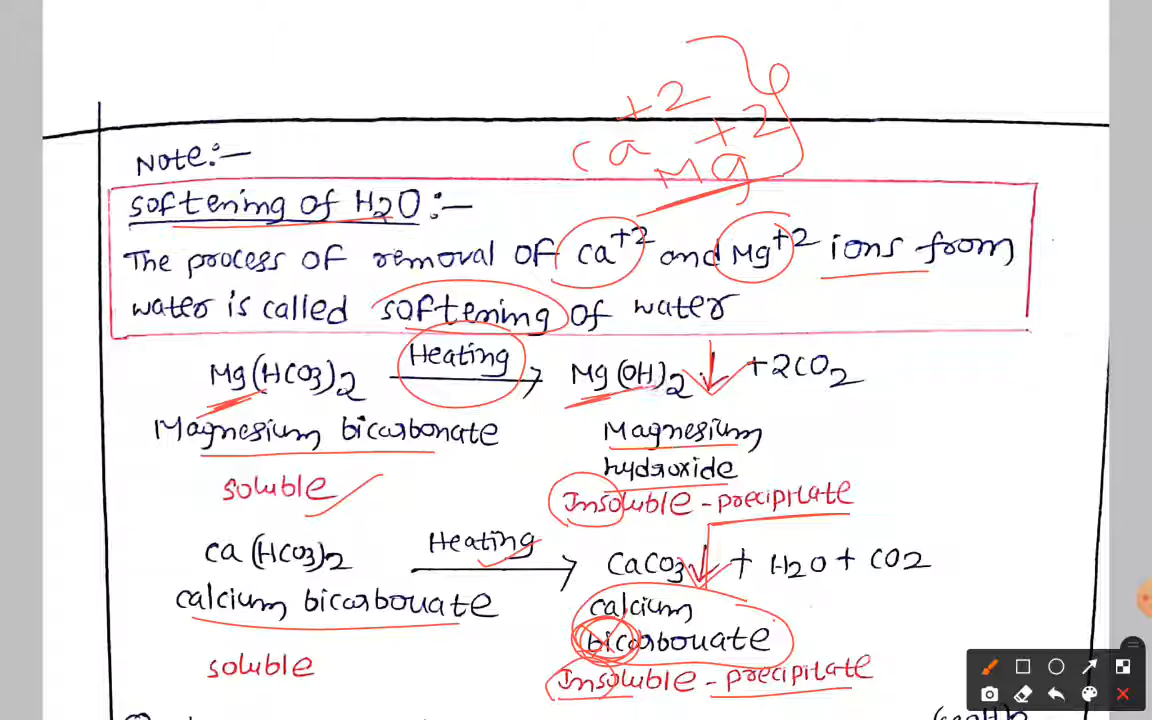 ca+2
Mg+2
Note:-
Softening of H2O:-
The process of removal of ca+2 and Mg+2 ions from
water is called softening of water
Mg(HCO3)2 Heating Mg(OH)2 ↓ +2CO2
Magnesium bicarbonate Magnesium
hydroxide
soluble Insoluble - precipitate
ca(HCO3)2 Heating CaCO3↓ + H2O + CO2
calcium bicarbonate calcium
bicarbonate
soluble Insoluble - precipitate